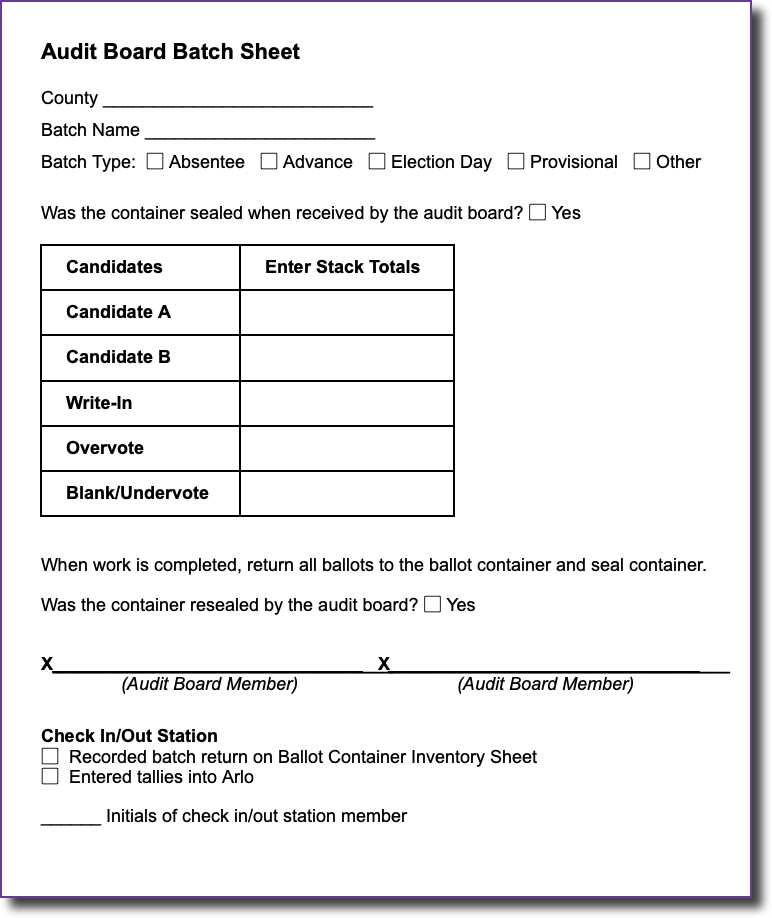 Audit Board Batch Sheet
County ___________________________
Batch Name _______________________
Batch Type: ☐ Absentee ☐ Advance ☐ Election Day ☐ Provisional ☐ Other
Was the container sealed when received by the audit board? ☐ Yes
Candidates Enter Stack Totals
Candidate A
Candidate B
Write-In
Overvote
Blank/Undervote
When work is completed, return all ballots to the ballot container and seal container.
Was the container resealed by the audit board? ☐ Yes
X_______________________________ X__________________________________
(Audit Board Member) (Audit Board Member)
Check In/Out Station
☐ Recorded batch return on Ballot Container Inventory Sheet
☐ Entered tallies into Arlo
______ Initials of check in/out station member